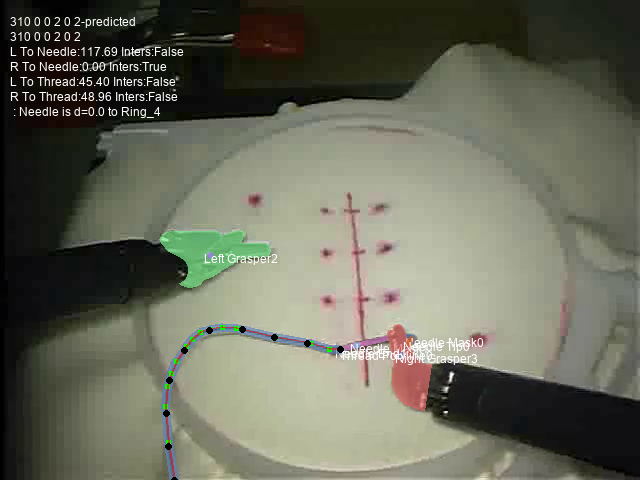 310 0 0 2 0 2-predicted
310 0 0 2 0 2
L To Needle:117.69 Inters:False
R To Needle:0.00 Inters:True
L To Thread:45.40 Inters:False
R To Thread:48.96 Inters:False
: Needle is d=0.0 to Ring_4
Left Grasper2
Needle Mask0
Needle Tip0
Right Grasper3